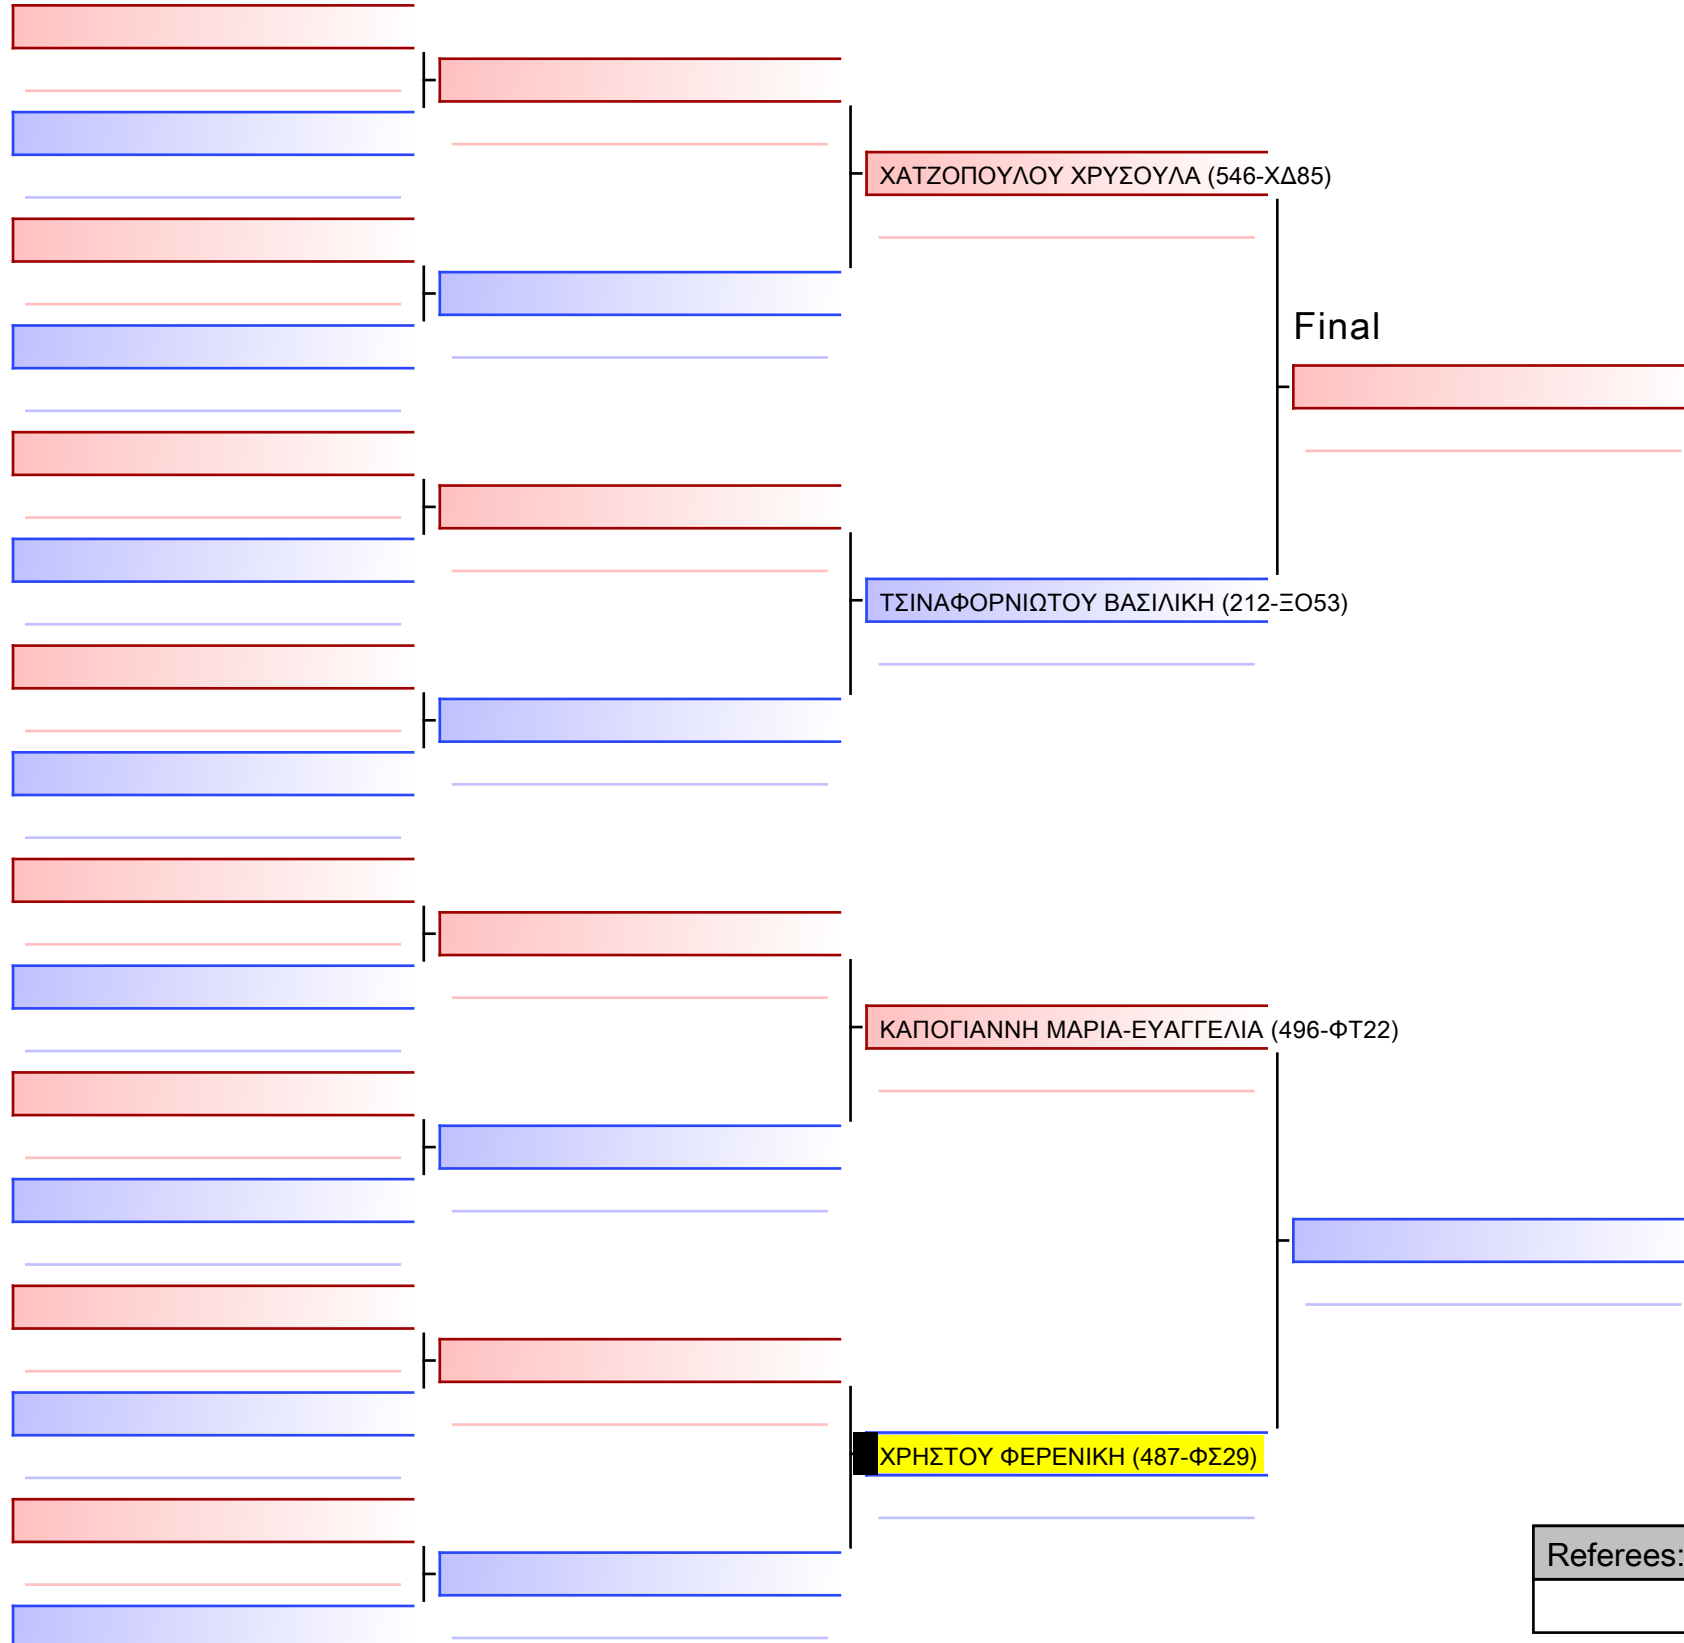 ΧΑΤΖΟΠΟΥΛΟΥ ΧΡΥΣΟΥΛΑ (546-ΧΔ85)
Final
ΤΣΙΝΑΦΟΡΝΙΩΤΟΥ ΒΑΣΙΛΙΚΗ (212-ΞΟ53)
ΚΑΠΟΓΙΑΝΝΗ ΜΑΡΙΑ-ΕΥΑΓΓΕΛΙΑ (496-ΦΤ22)
ΧΡΗΣΤΟΥ ΦΕΡΕΝΙΚΗ (487-ΦΣ29)
Referees: